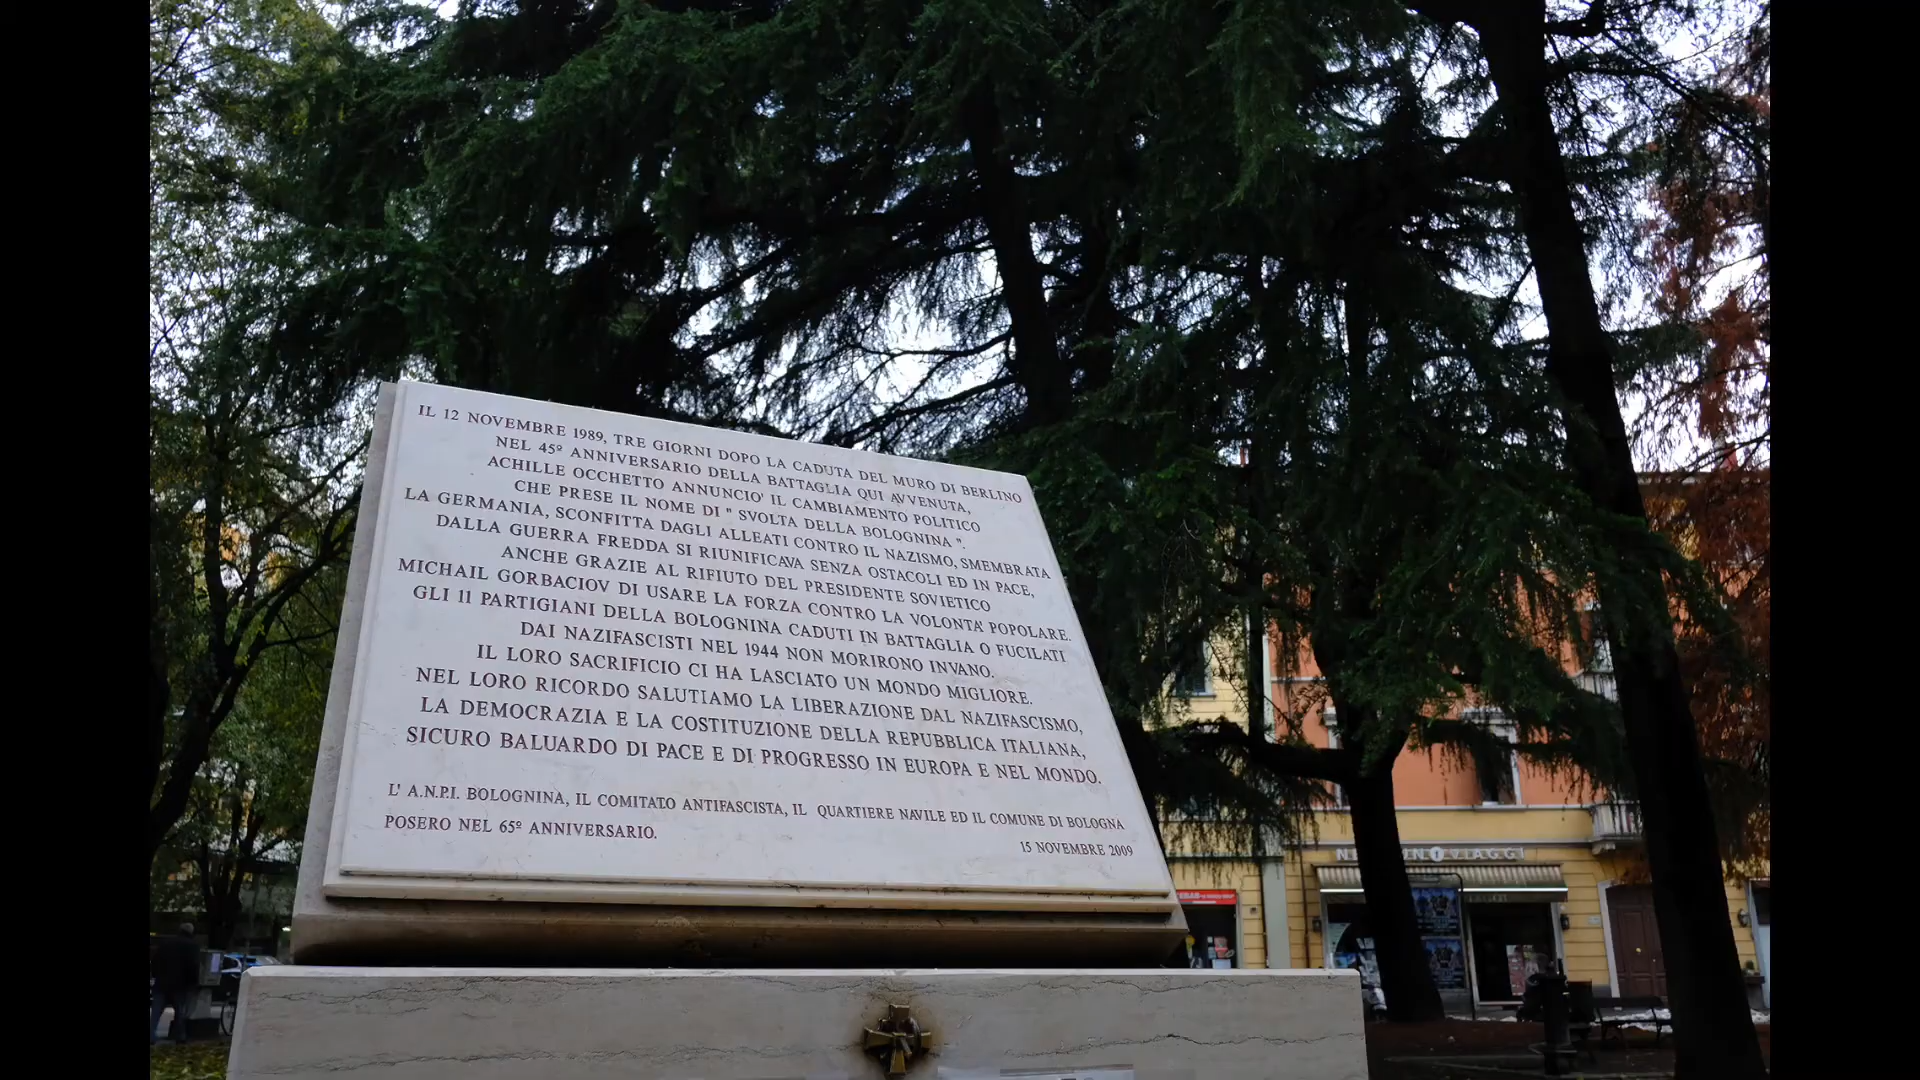 IL 12 NOVEMBRE 1989, TRE GIORNI DOPO LA CADUTA DEL MURO DI BERLINO
NEL 45º ANNIVERSARIO DELLA BATTAGLIA QUI AVVENUTA,
ACHILLE OCCHETTO ANNUNCIO' IL CAMBIAMENTO POLITICO
CHE PRESE IL NOME DI " SVOLTA DELLA BOLOGNINA ".
LA GERMANIA, SCONFITTA DAGLI ALLEATI CONTRO IL NAZISMO, SMEMBRATA
DALLA GUERRA FREDDA SI RIUNIFICAVA SENZA OSTACOLI ED IN PACE,
ANCHE GRAZIE AL RIFIUTO DEL PRESIDENTE SOVIETICO
MICHAIL GORBACIOV DI USARE LA FORZA CONTRO LA VOLONTA' POPOLARE.
GLI 11 PARTIGIANI DELLA BOLOGNINA CADUTI IN BATTAGLIA O FUCILATI
DAI NAZIFASCISTI NEL 1944 NON MORIRONO INVANO.
IL LORO SACRIFICIO CI HA LASCIATO UN MONDO MIGLIORE.
NEL LORO RICORDO SALUTIAMO LA LIBERAZIONE DAL NAZIFASCISMO,
LA DEMOCRAZIA E LA COSTITUZIONE DELLA REPUBBLICA ITALIANA,
SICURO BALUARDO DI PACE E DI PROGRESSO IN EUROPA E NEL MONDO.
L' A.N.P.I. BOLOGNINA, IL COMITATO ANTIFASCISTA, IL QUARTIERE NAVILE ED IL COMUNE DI BOLOGNA
POSERO NEL 65º ANNIVERSARIO.
15 NOVEMBRE 2009
VIAGGI